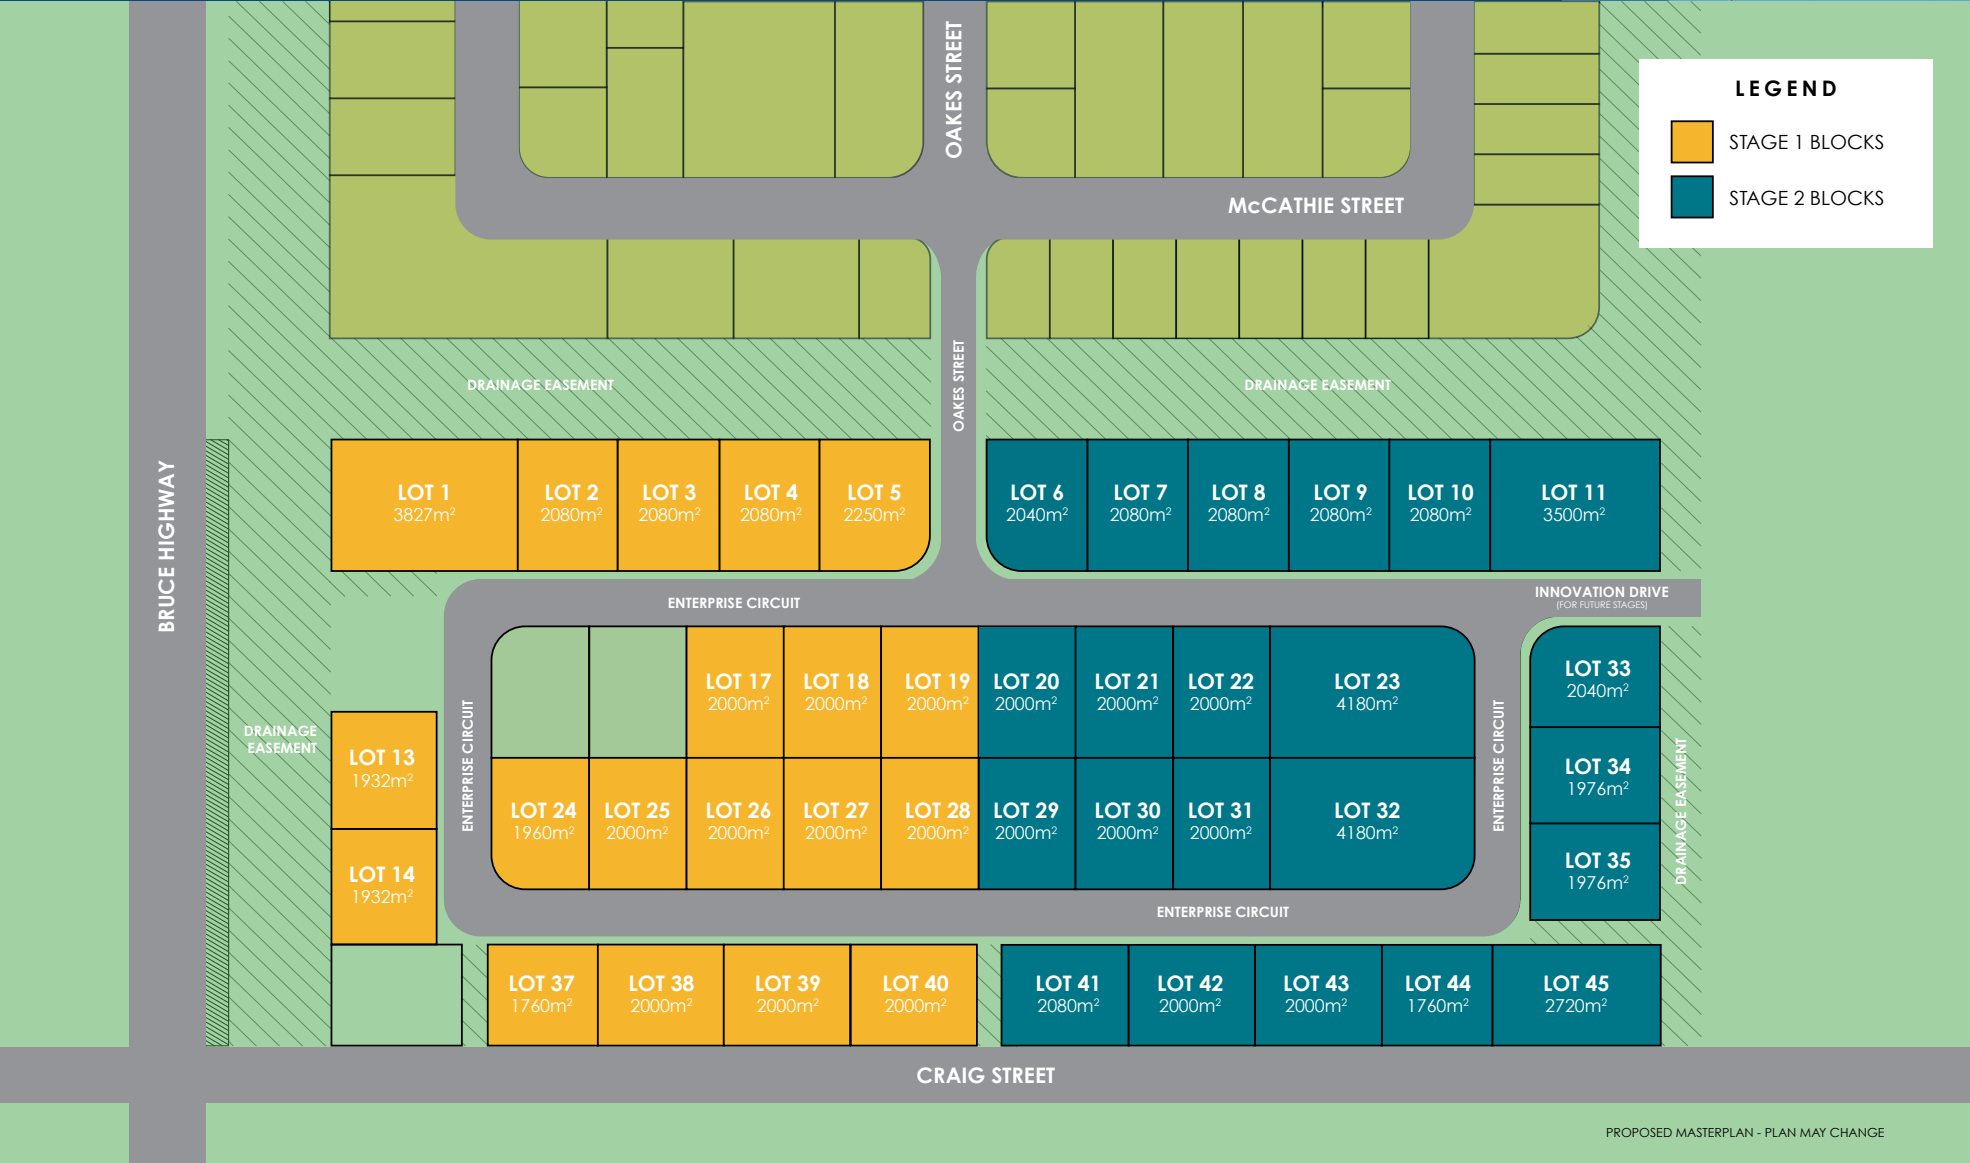 OAKES STREET
LEGEND
STAGE 1 BLOCKS
STAGE 2 BLOCKS
McCATHIE STREET
OAKES STREET
DRAINAGE EASEMENT
DRAINAGE EASEMENT
BRUCE HIGHWAY
LOT 1
3827m²
LOT 2
2080m²
LOT 3
2080m²
LOT 4
2080m²
LOT 5
2250m²
LOT 6
2040m²
LOT 7
2080m²
LOT 8
2080m²
LOT 9
2080m²
LOT 10
2080m²
LOT 11
3500m²
ENTERPRISE CIRCUIT
INNOVATION DRIVE
(FOR FUTURE STAGES)
LOT 17
2000m²
LOT 18
2000m²
LOT 19
2000m²
LOT 20
2000m²
LOT 21
2000m²
LOT 22
2000m²
LOT 23
4180m²
LOT 33
2040m²
DRAINAGE
EASEMENT
LOT 13
1932m²
ENTERPRISE CIRCUIT
ENTERPRISE CIRCUIT
LOT 34
1976m²
DRAINAGE EASEMENT
LOT 24
1960m²
LOT 25
2000m²
LOT 26
2000m²
LOT 27
2000m²
LOT 28
2000m²
LOT 29
2000m²
LOT 30
2000m²
LOT 31
2000m²
LOT 32
4180m²
LOT 35
1976m²
LOT 14
1932m²
ENTERPRISE CIRCUIT
LOT 37
1760m²
LOT 38
2000m²
LOT 39
2000m²
LOT 40
2000m²
LOT 41
2080m²
LOT 42
2000m²
LOT 43
2000m²
LOT 44
1760m²
LOT 45
2720m²
CRAIG STREET
PROPOSED MASTERPLAN - PLAN MAY CHANGE